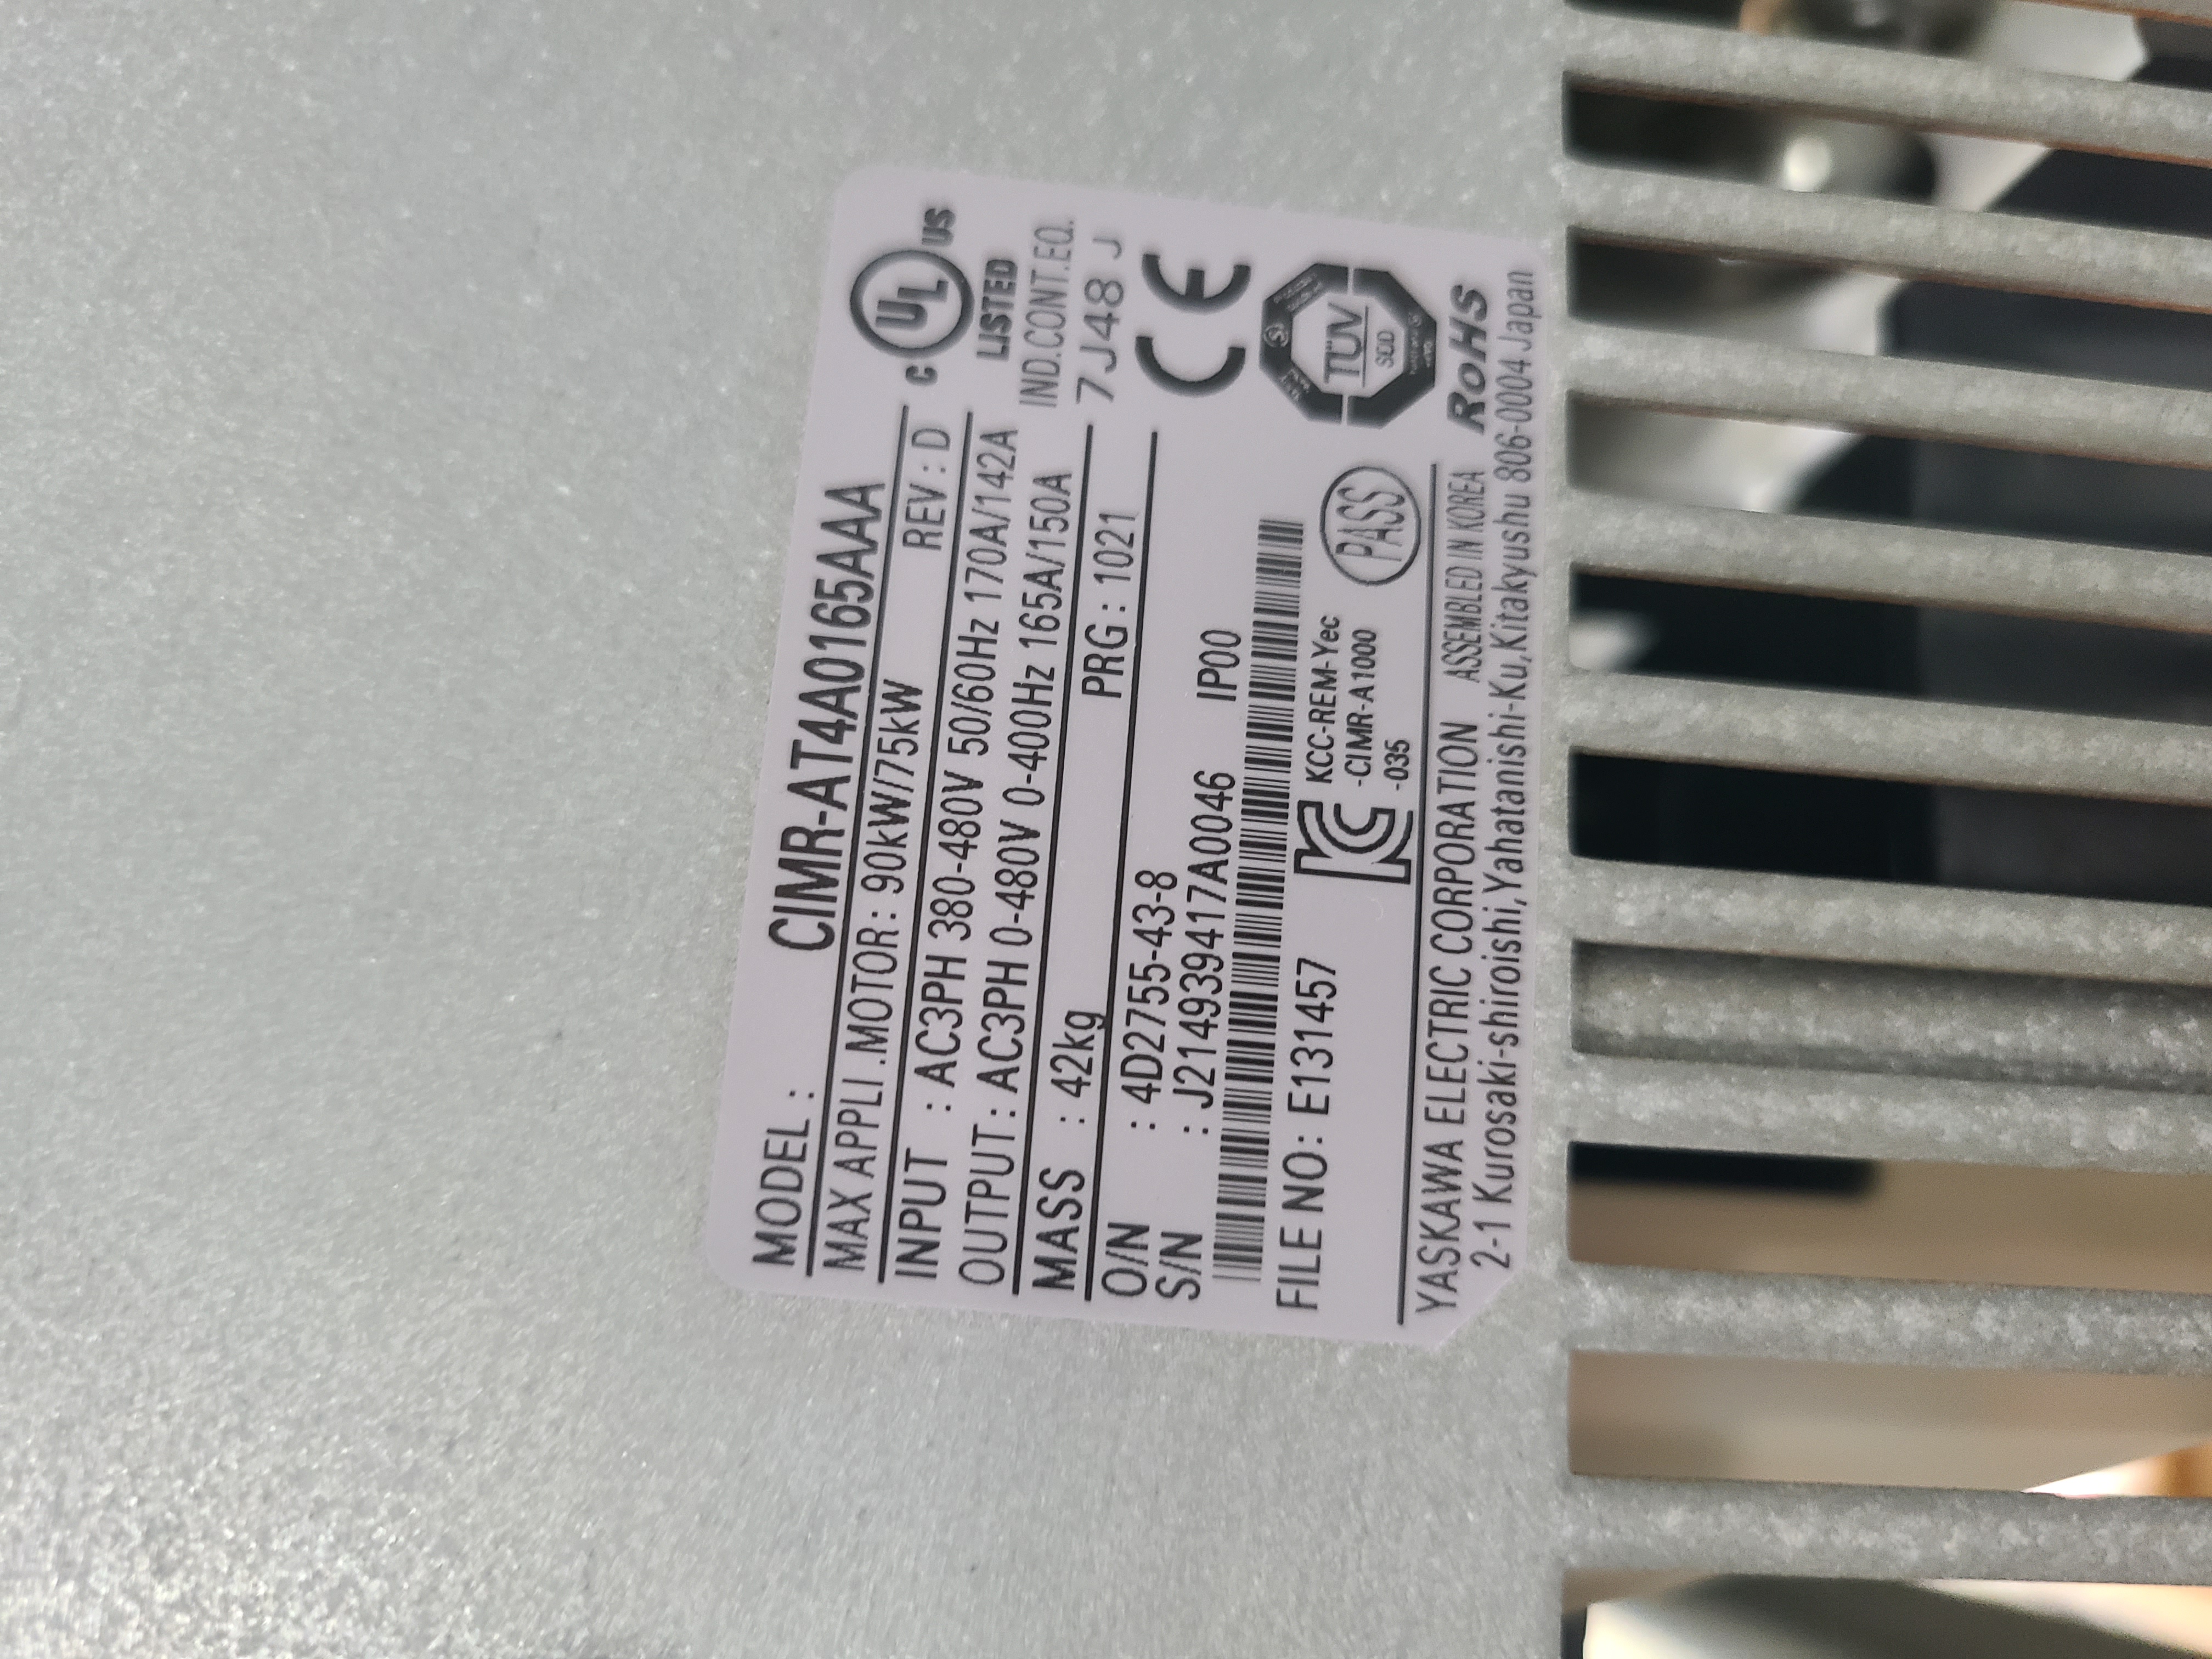 MODEL : CIMR-AT4A0165AAA
MAX APPLI .MOTOR : 90kW/75kW REV : D
INPUT : AC3PH 380-480V 50/60Hz 170A/142A
OUTPUT : AC3PH 0-480V 0-400Hz 165A/150A
MASS : 42kg PRG : 1021
O/N : 4D2755-43-8
S/N : J214939417A0046 IP00
FILE NO : E131457
KCC-REM-Yec
-CIMR-A1000
-035
PASS
YASKAWA ELECTRIC CORPORATION ASSEMBLED IN KOREA
2-1 Kurosaki-shiroishi,Yahatanishi-Ku,Kitakyushu 806-0004 Japan
C UL US
LISTED
IND.CONT.EQ.
7J48 J
CE
TÜV
SÜD
RoHS